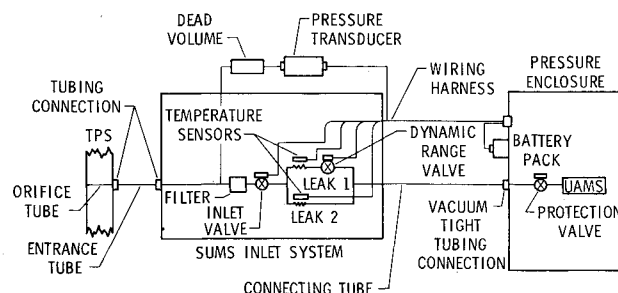 DEAD
VOLUME
PRESSURE
TRANSDUCER
TUBING
CONNECTION
TPS
WIRING
HARNESS
PRESSURE
ENCLOSURE
TEMPERATURE
SENSORS
DYNAMIC
RANGE
VALVE
BATTERY
PACK
ORIFICE
TUBE
FILTER
LEAK 1
INLET
VALVE
LEAK 2
UAMS
ENTRANCE
TUBE
SUMS INLET SYSTEM
VACUUM
TIGHT
TUBING
CONNECTION
PROTECTION
VALVE
CONNECTING TUBE